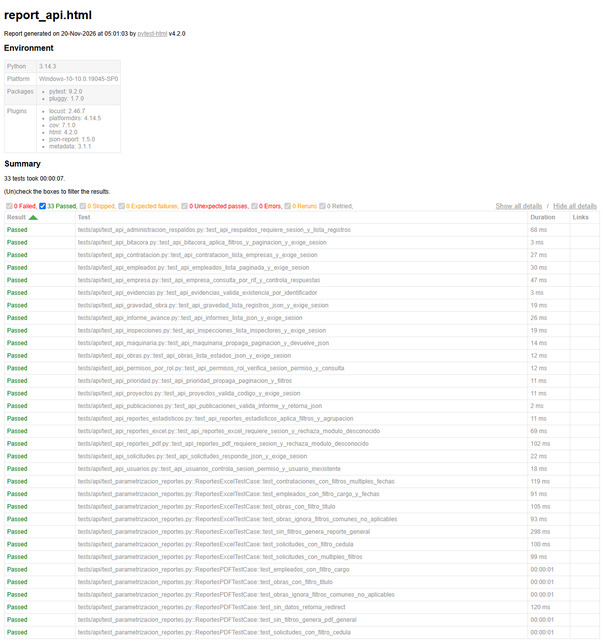 report_api.html
Report generated on 20-Nov-2026 at 05:01:03 by pytest-html v4.2.0
Environment
Python 3.14.3
Platform Windows-10-10.0.19045-SP0
Packages
pytest: 9.2.0
pluggy: 1.7.0
Plugins
locust: 2.46.7
platformdirs: 4.14.5
cov: 7.1.0
html: 4.2.0
json-report: 1.5.0
metadata: 3.1.1
Summary
33 tests took 00:00:07.
(Un)check the boxes to filter the results.
0 Failed, 33 Passed, 0 Skipped, 0 Expected failures, 0 Unexpected passes, 0 Errors, 0 Reruns 0 Retried, Show all details / Hide all details
Result Test Duration Links
Passed tests/api/test_api_administracion_respaldos.py::test_api_respaldos_requiere_sesion_y_lista_registros 68 ms
Passed tests/api/test_api_bitacora.py::test_api_bitacora_aplica_filtros_y_paginacion_y_exige_sesion 3 ms
Passed tests/api/test_api_contratacion.py::test_api_contratacion_lista_empresas_y_exige_sesion 27 ms
Passed tests/api/test_api_empleados.py::test_api_empleados_lista_paginada_y_exige_sesion 30 ms
Passed tests/api/test_api_empresa.py::test_api_empresa_consulta_por_rif_y_controla_respuestas 47 ms
Passed tests/api/test_api_evidencias.py::test_api_evidencias_valida_existencia_por_identificador 3 ms
Passed tests/api/test_api_gravedad_obra.py::test_api_gravedad_lista_registros_json_y_exige_sesion 19 ms
Passed tests/api/test_api_informe_avance.py::test_api_informes_lista_json_y_exige_sesion 26 ms
Passed tests/api/test_api_inspecciones.py::test_api_inspecciones_lista_inspectores_y_exige_sesion 19 ms
Passed tests/api/test_api_maquinaria.py::test_api_maquinaria_propaga_paginacion_y_devuelve_json 14 ms
Passed tests/api/test_api_obras.py::test_api_obras_lista_estados_json_y_exige_sesion 12 ms
Passed tests/api/test_api_permisos_por_rol.py::test_api_permisos_rol_verifica_sesion_permiso_y_consulta 12 ms
Passed tests/api/test_api_prioridad.py::test_api_prioridad_propaga_paginacion_y_filtros 11 ms
Passed tests/api/test_api_proyectos.py::test_api_proyectos_valida_codigo_y_exige_sesion 11 ms
Passed tests/api/test_api_publicaciones.py::test_api_publicaciones_valida_informe_y_retorna_json 2 ms
Passed tests/api/test_api_reportes_estadisticos.py::test_api_reportes_estadisticos_aplica_filtros_y_agrupacion 11 ms
Passed tests/api/test_api_reportes_excel.py::test_api_reportes_excel_requiere_sesion_y_rechaza_modulo_desconocido 69 ms
Passed tests/api/test_api_reportes_pdf.py::test_api_reportes_pdf_requiere_sesion_y_rechaza_modulo_desconocido 102 ms
Passed tests/api/test_api_solicitudes.py::test_api_solicitudes_responde_json_y_exige_sesion 22 ms
Passed tests/api/test_api_usuarios.py::test_api_usuarios_controla_sesion_permiso_y_usuario_inexistente 18 ms
Passed tests/api/test_parametrizacion_reportes.py::ReportesExcelTestCase::test_contrataciones_con_filtros_multiples_fechas 119 ms
Passed tests/api/test_parametrizacion_reportes.py::ReportesExcelTestCase::test_empleados_con_filtro_cargo_y_fechas 91 ms
Passed tests/api/test_parametrizacion_reportes.py::ReportesExcelTestCase::test_obras_con_filtro_titulo 105 ms
Passed tests/api/test_parametrizacion_reportes.py::ReportesExcelTestCase::test_obras_ignora_filtros_comunes_no_aplicables 93 ms
Passed tests/api/test_parametrizacion_reportes.py::ReportesExcelTestCase::test_sin_filtros_genera_reporte_general 298 ms
Passed tests/api/test_parametrizacion_reportes.py::ReportesExcelTestCase::test_solicitudes_con_filtro_cedula 100 ms
Passed tests/api/test_parametrizacion_reportes.py::ReportesExcelTestCase::test_solicitudes_con_multiples_filtros 99 ms
Passed tests/api/test_parametrizacion_reportes.py::ReportesPDFTestCase::test_empleados_con_filtro_cargo 00:00:01
Passed tests/api/test_parametrizacion_reportes.py::ReportesPDFTestCase::test_obras_con_filtro_titulo 00:00:01
Passed tests/api/test_parametrizacion_reportes.py::ReportesPDFTestCase::test_obras_ignora_filtros_comunes_no_aplicables 00:00:01
Passed tests/api/test_parametrizacion_reportes.py::ReportesPDFTestCase::test_sin_datos_retorna_redirect 120 ms
Passed tests/api/test_parametrizacion_reportes.py::ReportesPDFTestCase::test_sin_filtros_genera_pdf_general 00:00:01
Passed tests/api/test_parametrizacion_reportes.py::ReportesPDFTestCase::test_solicitudes_con_filtro_cedula 00:00:01